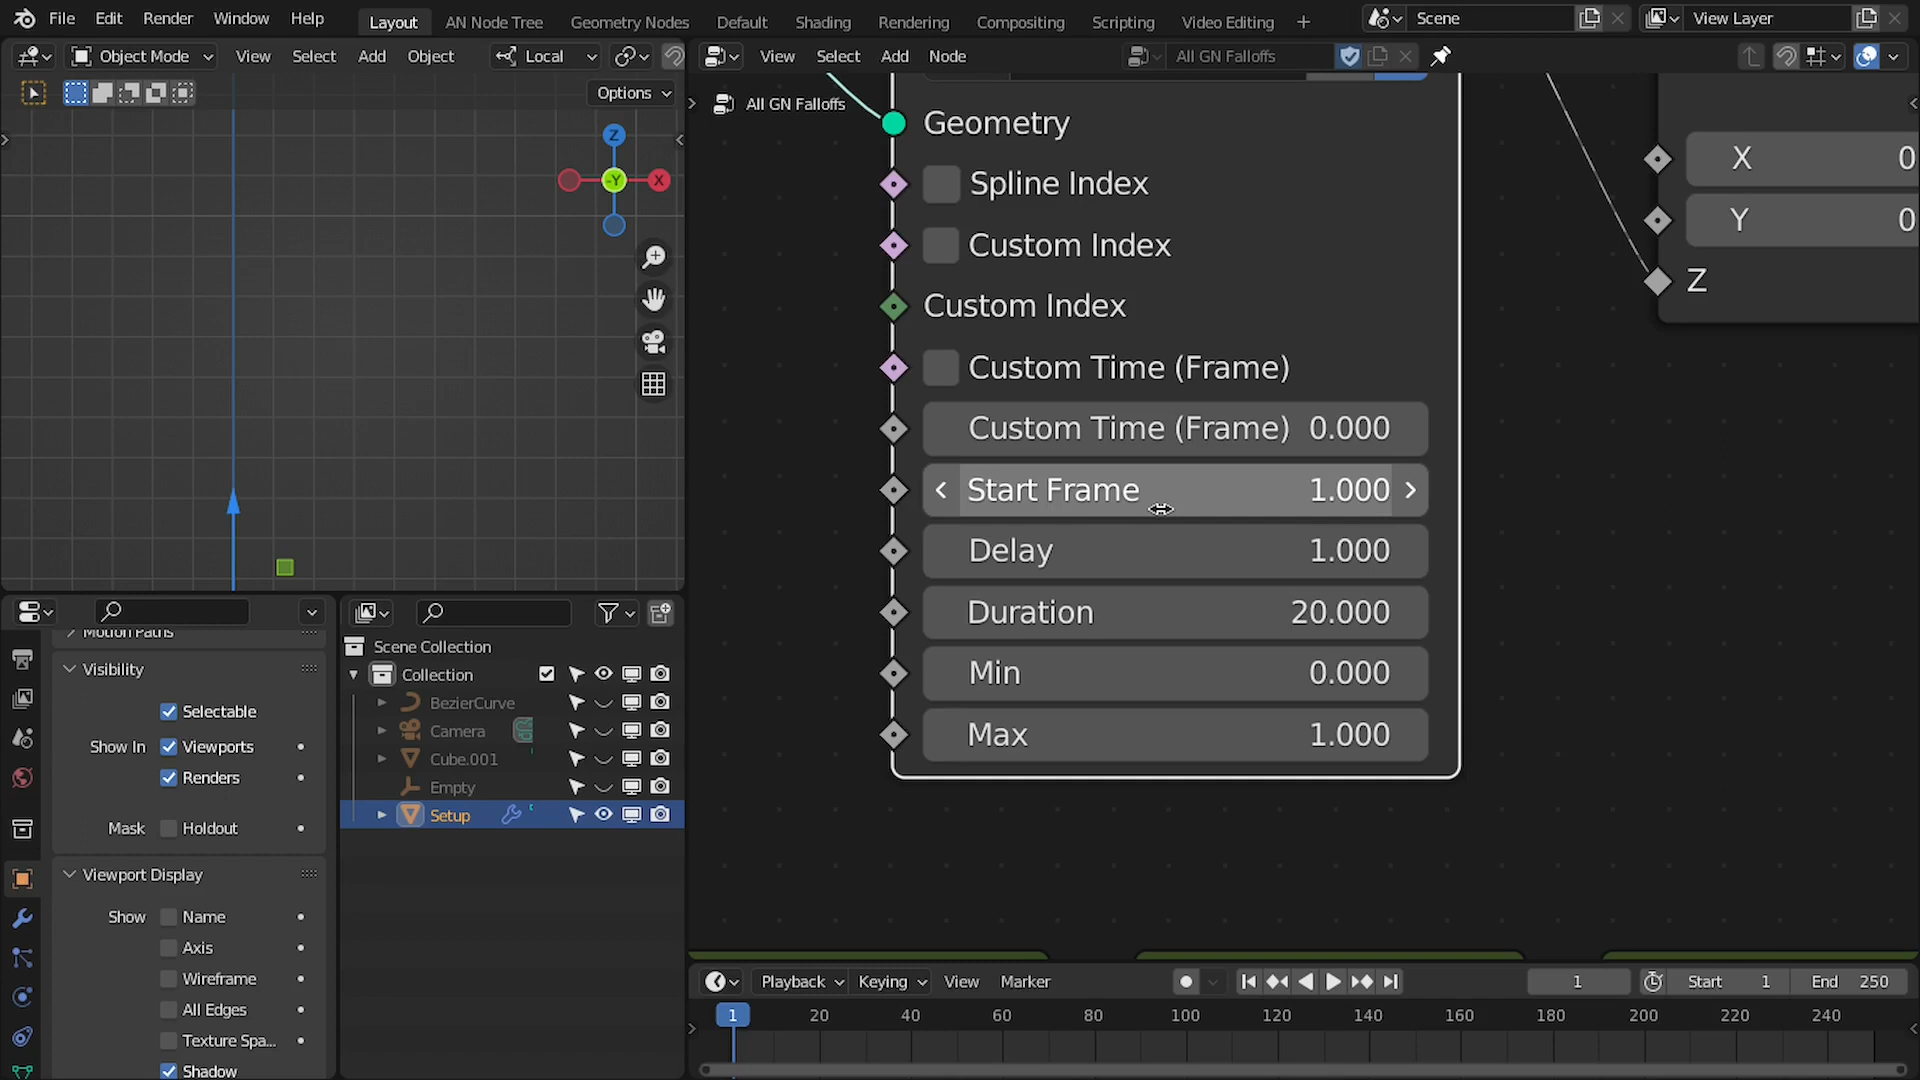 File Edit Render Window Help Layout AN Node Tree Geometry Nodes Default Shading Rendering Compositing Scripting Video Editing + Scene View Layer
Object Mode View Select Add Object Local View Select Add Node All GN Falloffs
Options
All GN Falloffs
Z
-Y
X
Geometry
Spline Index
Custom Index
Custom Index
Custom Time (Frame)
Custom Time (Frame) 0.000
Start Frame 1.000
Delay 1.000
Duration 20.000
Min 0.000
Max 1.000
X 0
Y 0
Z
Motion Paths
Visibility
Selectable
Show In Viewports
Renders
Mask Holdout
Viewport Display
Show Name
Axis
Wireframe
All Edges
Texture Spa...
Shadow
Scene Collection
Collection
BezierCurve
Camera
Cube.001
Empty
Setup
Playback Keying View Marker 1 Start 1 End 250
1 20 40 60 80 100 120 140 160 180 200 220 240